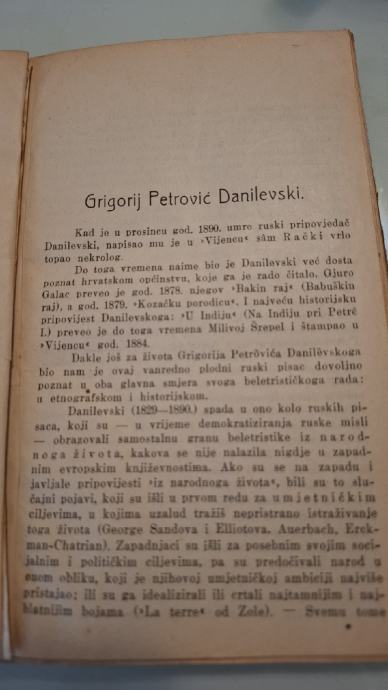 Grigorij Petrović Danilevski.
Kad je u prosincu god. 1890. umro ruski pripovjedač
Danilevski, napisao mu je u »Vijencu« sâm Rački vrlo
topao nekrolog.
Do toga vremena naime bio je Danilevski već dosta
poznat hrvatskom općinstvu, koje ga je rado čitalo. Gjuro
Galac preveo je god. 1878. njegov »Bakin raj« (Babuškin
raj), a god. 1879. »Kozačku porodicu«. I najveću historijsku
pripovijest Danilevskoga: »U Indiju« (Na Indiju pri Petrě
I.) preveo je do toga vremena Milivoj Šrepel i štampao u
»Vijencu« god. 1884.
Dakle još za života Grigorija Petrovića Danilevskoga
bio nam je ovaj vanredno plodni ruski pisac dovoljno
poznat u oba glavna smjera svoga beletrističkoga rada:
u etnografskom i historijskom.
Danilevski (1829—1890.) spada u ono kolo ruskih pi-
saca, koji su — u vrijeme demokratiziranja ruske misli
— obrazovali samostalnu granu beletristike iz narod-
noga života, kakova se nije nalazila nigdje u zapad-
nim evropskim književnostima. Ako su se na zapadu i
javljale pripovijesti »iz narodnoga života«, bili su to slu-
čajni pojavi, koji su išli u prvom redu za umjetničkim
ciljevima, u kojima uzalud tražiš nepristrano istraživanje
toga života (George Sandova i Elliotova, Auerbach, Erck-
man-Chatrian). Zapadnjaci su išli za posebnim svojim soci-
jalnim i političkim ciljevima, pa su predočivali narod u
onom obliku, koji je njihovoj umjetničkoj ambiciji najviše
pristajao; ili su ga idealizirali ili crtali najtamnijim i naj-
blatnijim bojama (»La terre« od Zole). — Svemu tome